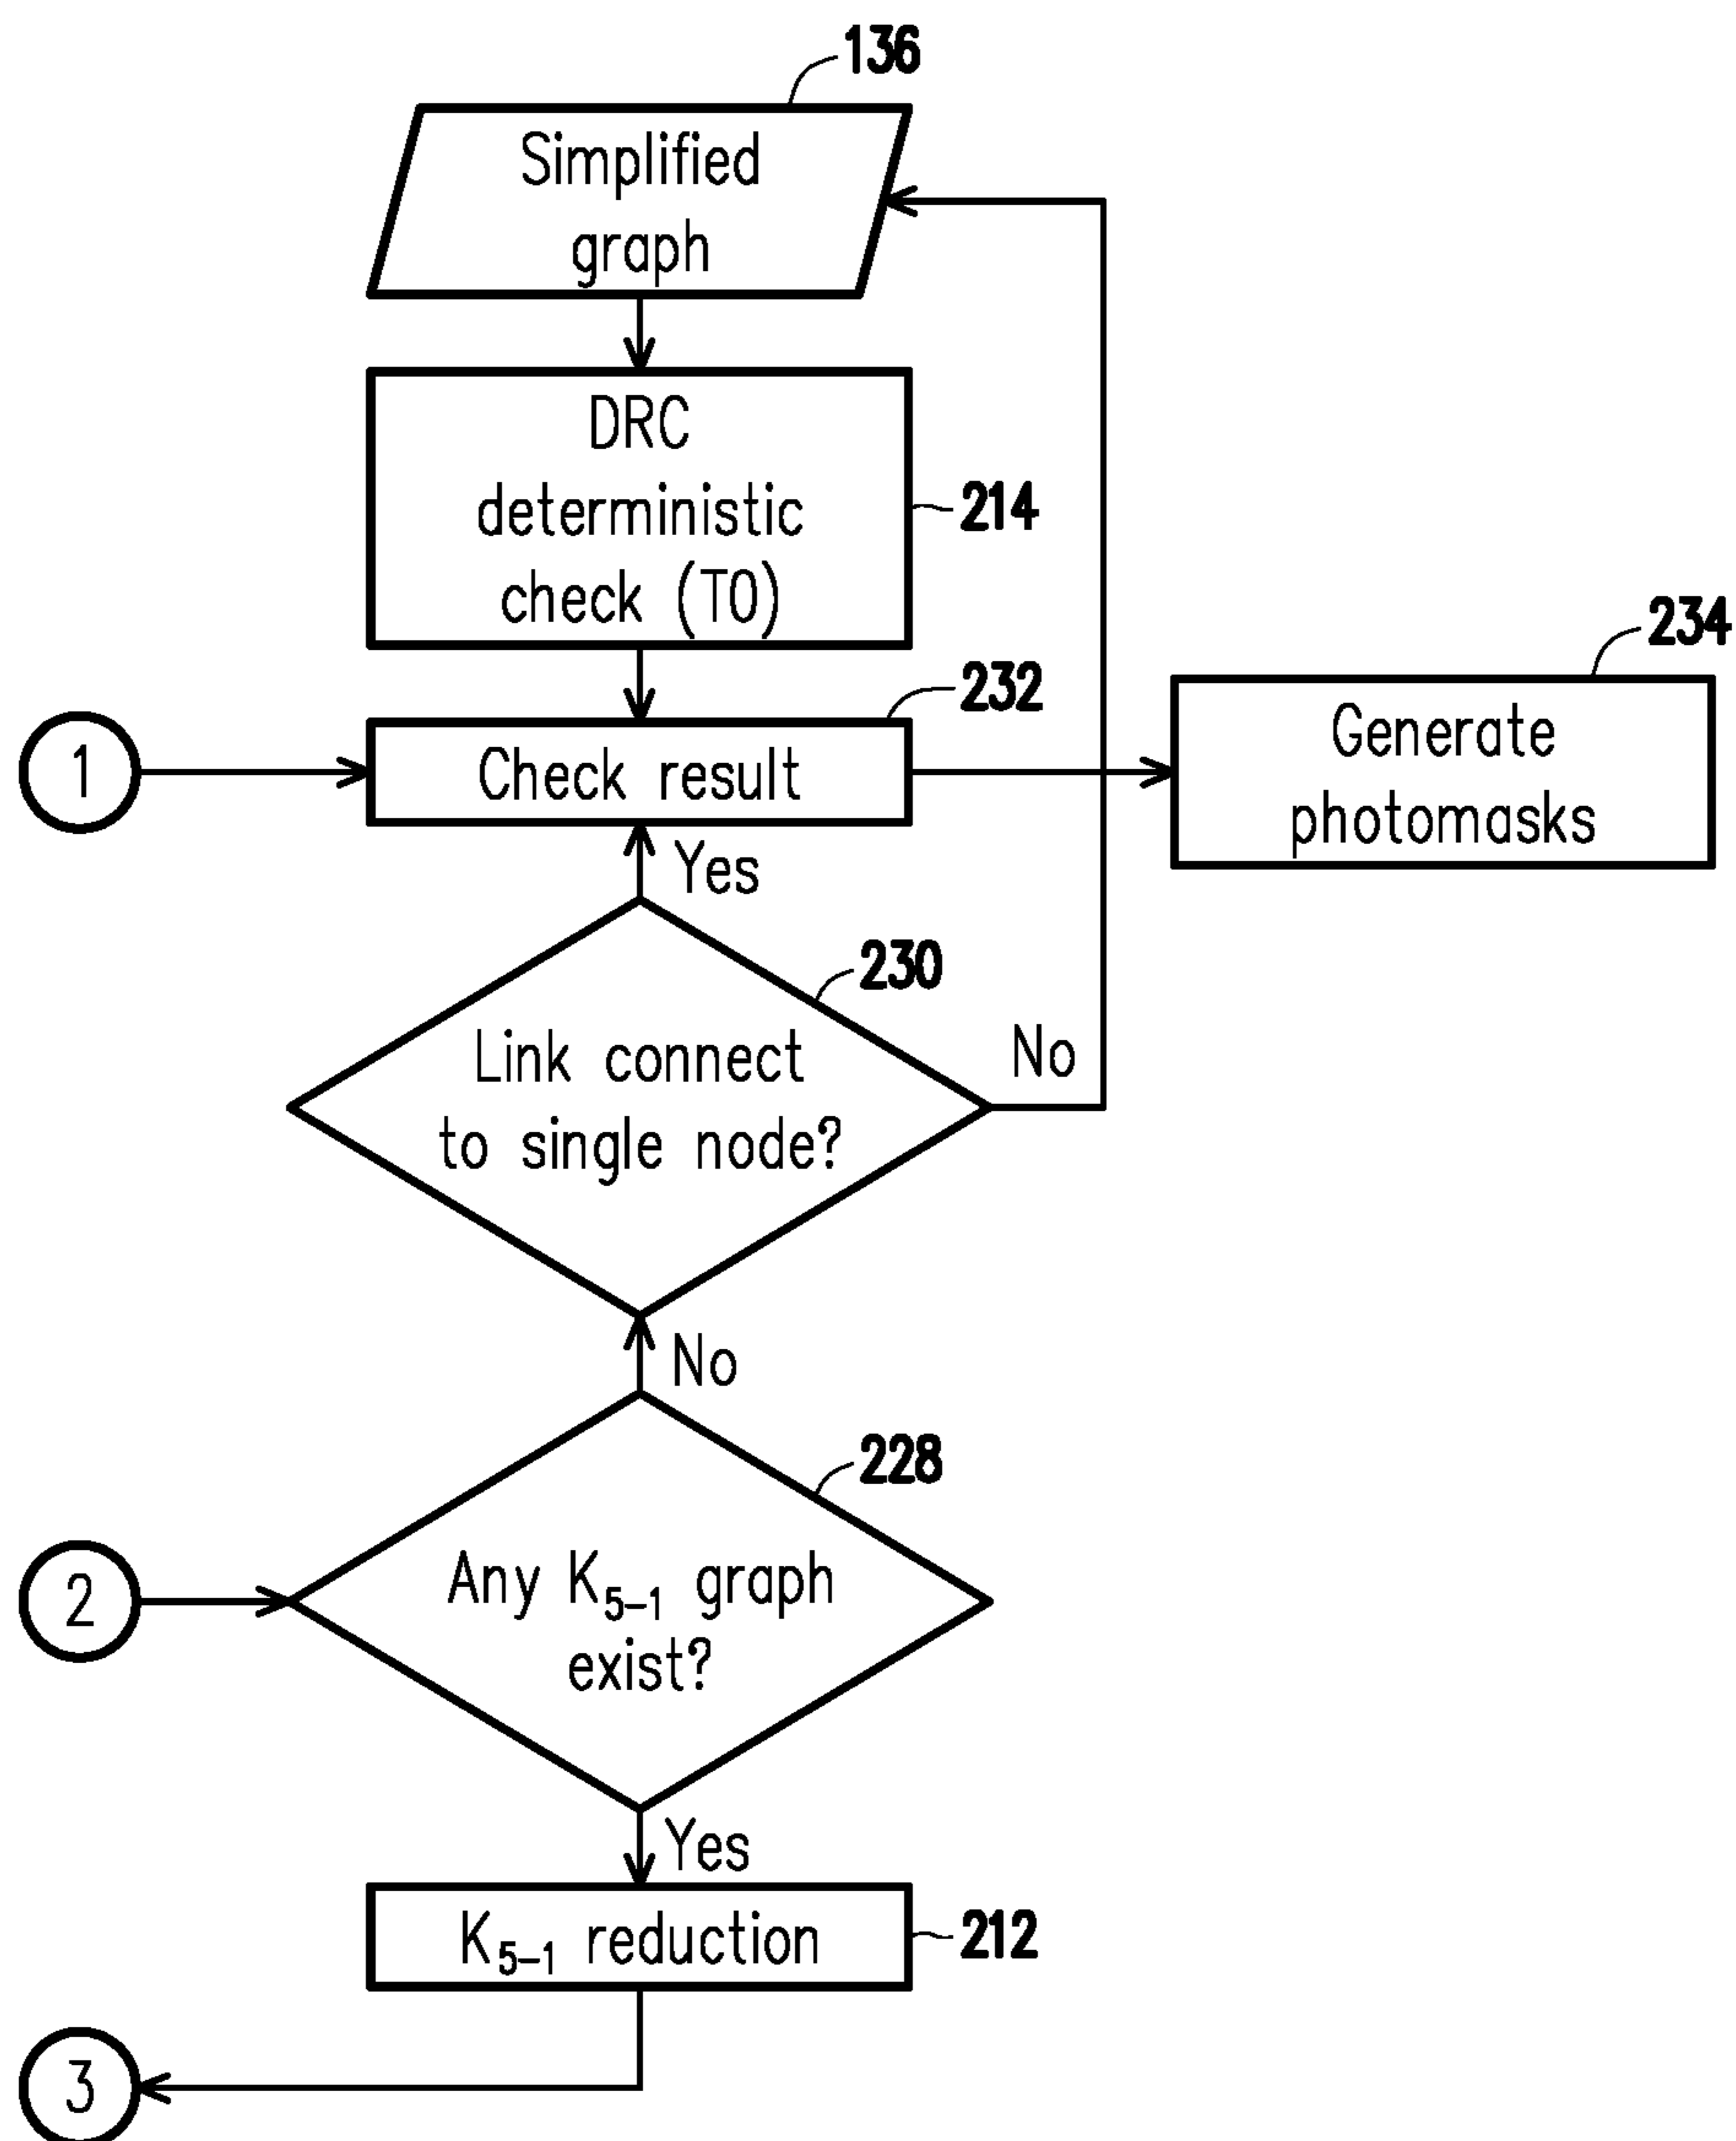 136
Simplified
graph
DRC
deterministic
check (T0)
214
232
234
1
Check result
Generate
photomasks
Yes
230
Link connect
to single node?
No
No
228
2
Any K5-1 graph
exist?
Yes
K5-1 reduction
212
3